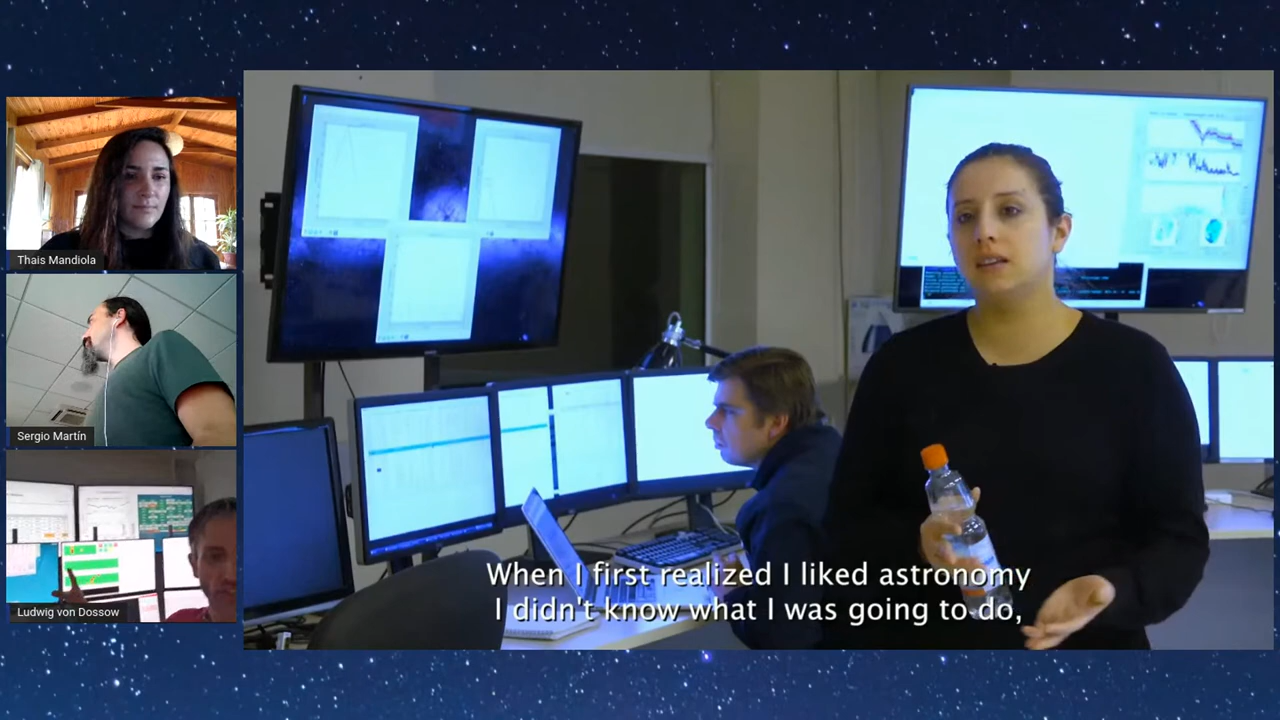 Thais Mandiola
Sergio Martín
Ludwig von Dossow
When I first realized I liked astronomy
I didn't know what I was going to do,